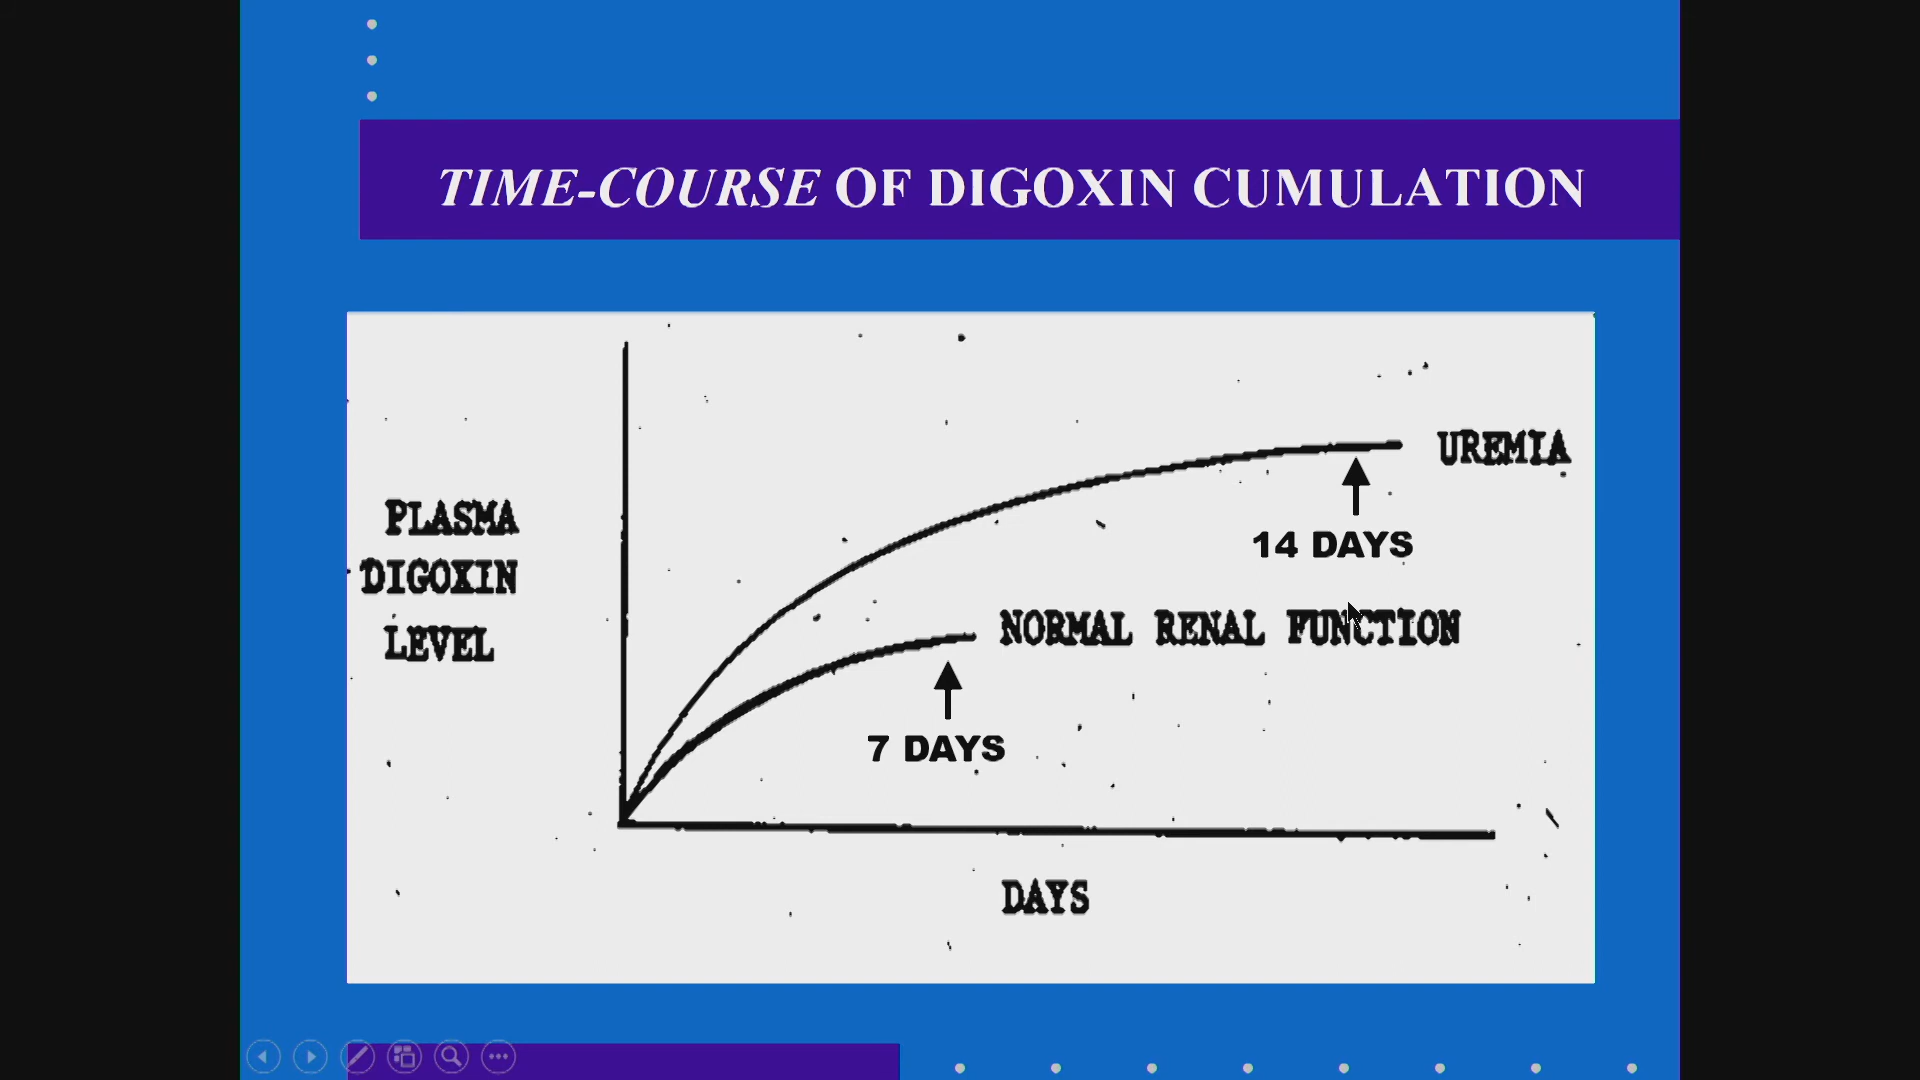 TIME-COURSE OF DIGOXIN CUMULATION
UREMIA
PLASMA
DIGOXIN
LEVEL
14 DAYS
NORMAL RENAL FUNCTION
7 DAYS
DAYS